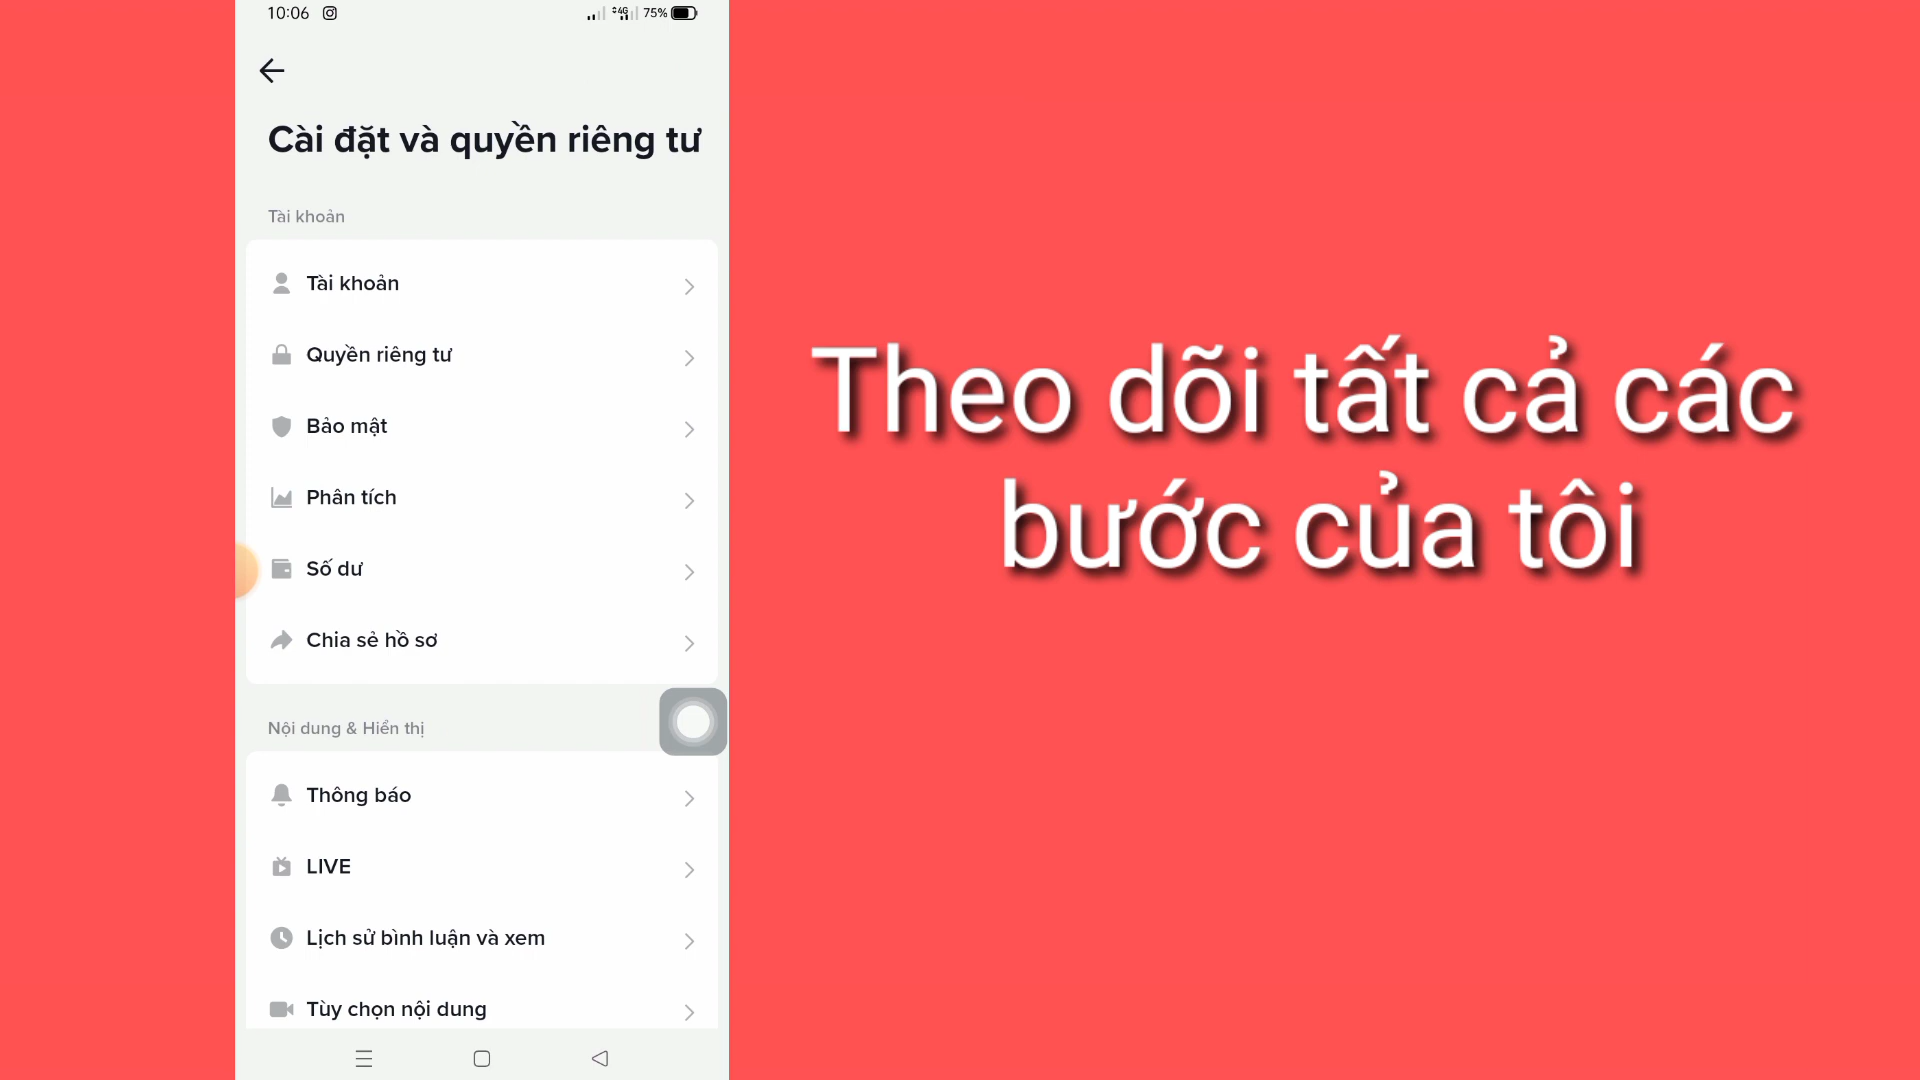 10:06
4G 75%
Cài đặt và quyền riêng tư
Tài khoản
Tài khoản
Quyền riêng tư
Bảo mật
Phân tích
Số dư
Chia sẻ hồ sơ
Nội dung & Hiển thị
Thông báo
LIVE
Lịch sử bình luận và xem
Tùy chọn nội dung
Theo dõi tất cả các
bước của tôi